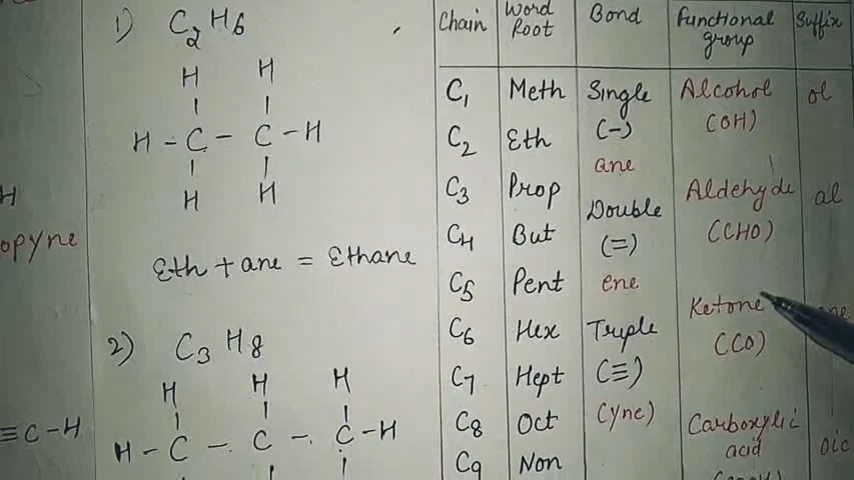 H
opyne
≡C-H
1) C2H6
H H
H-C-C-H
H H
Eth + ane = Ethane
2) C3H8
H H H
H-C-C-C-H
Chain Word Root Bond Functional group Suffix
C1 Meth Single Alcohol ol
(-) (OH)
C2 Eth
ane
C3 Prop Aldehyde al
Double
C4 But (CHO)
(=)
C5 Pent ene
Ketone
C6 Hex Triple
(CO)
C7 Hept (≡)
C8 Oct (yne) Carboxylic
acid oic
C9 Non